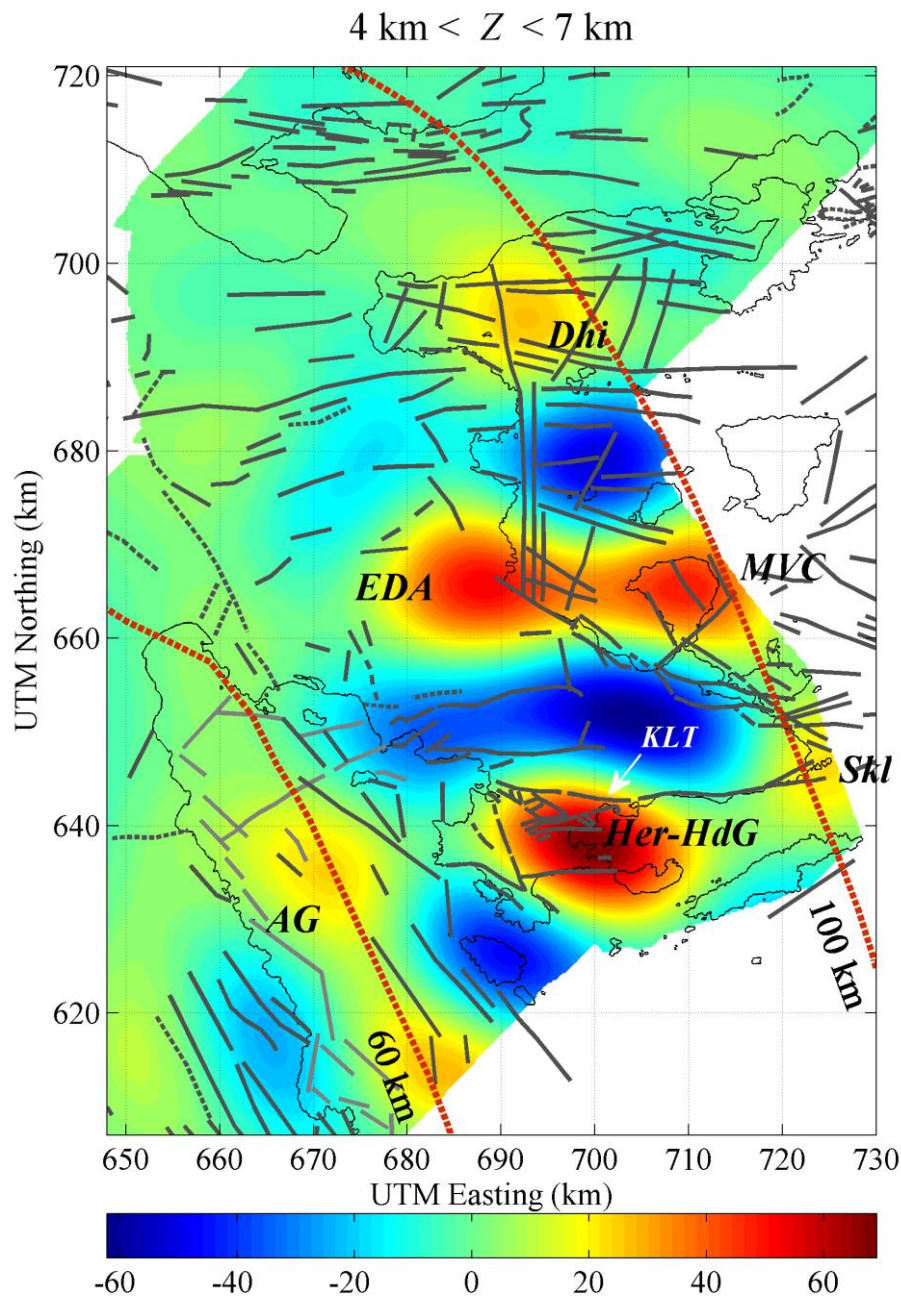 4 km < Z < 7 km
720
700
Dhi
680
EDA
MVC
660
KLT
Skl
640
Her-HdG
AG
100 km
620
60 km
650 660 670 680 690 700 710 720 730
UTM Easting (km)
UTM Northing (km)
-60 -40 -20 0 20 40 60